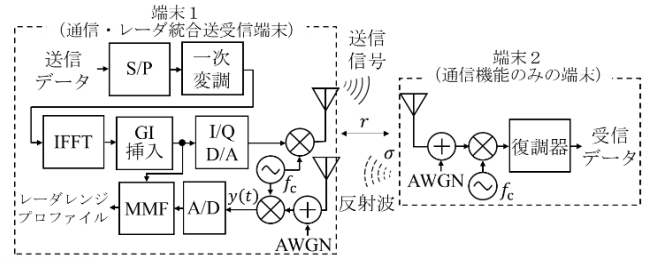 端末1
(通信・レーダ統合送受信端末)
送信
データ
S/P
一次
変調
IFFT
GI
挿入
I/Q
D/A
f_c
レーダレンジ
プロファイル
MMF
A/D
y(t)
AWGN
送信
信号
r
σ
反射波
端末2
(通信機能のみの端末)
AWGN
f_c
復調器
受信
データ